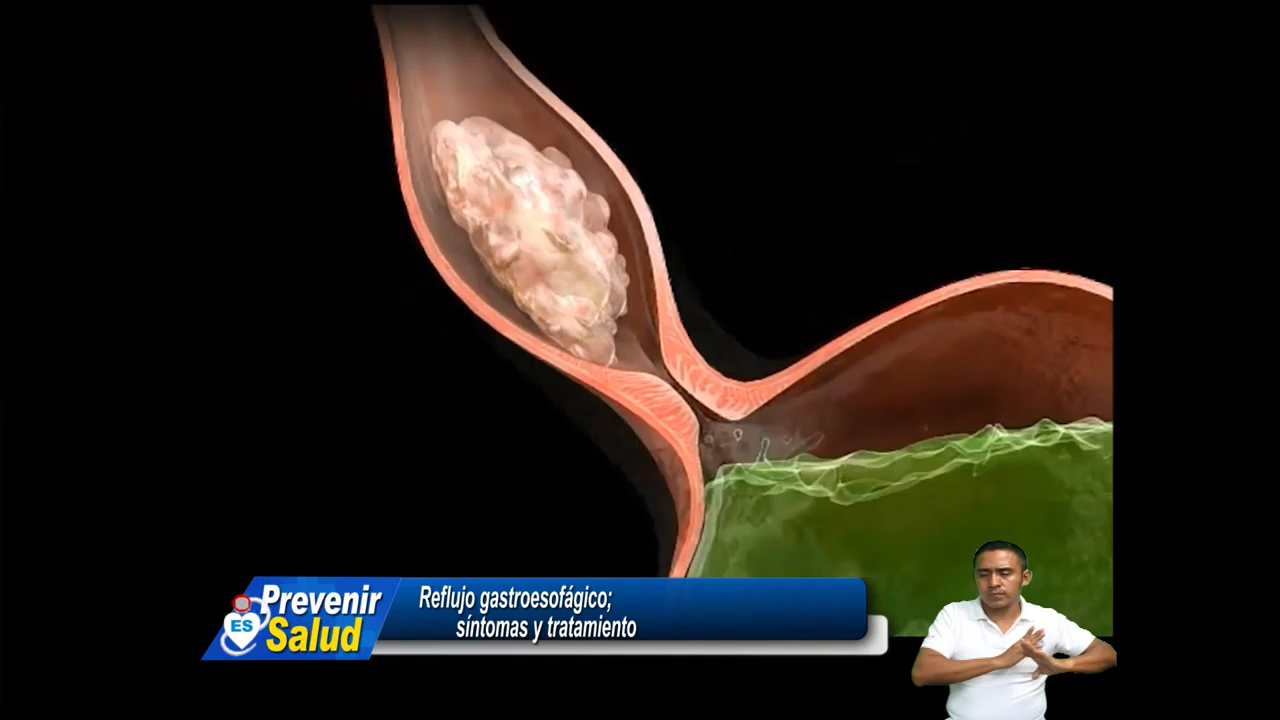 Prevenir
ES Salud
Reflujo gastroesofágico;
síntomas y tratamiento